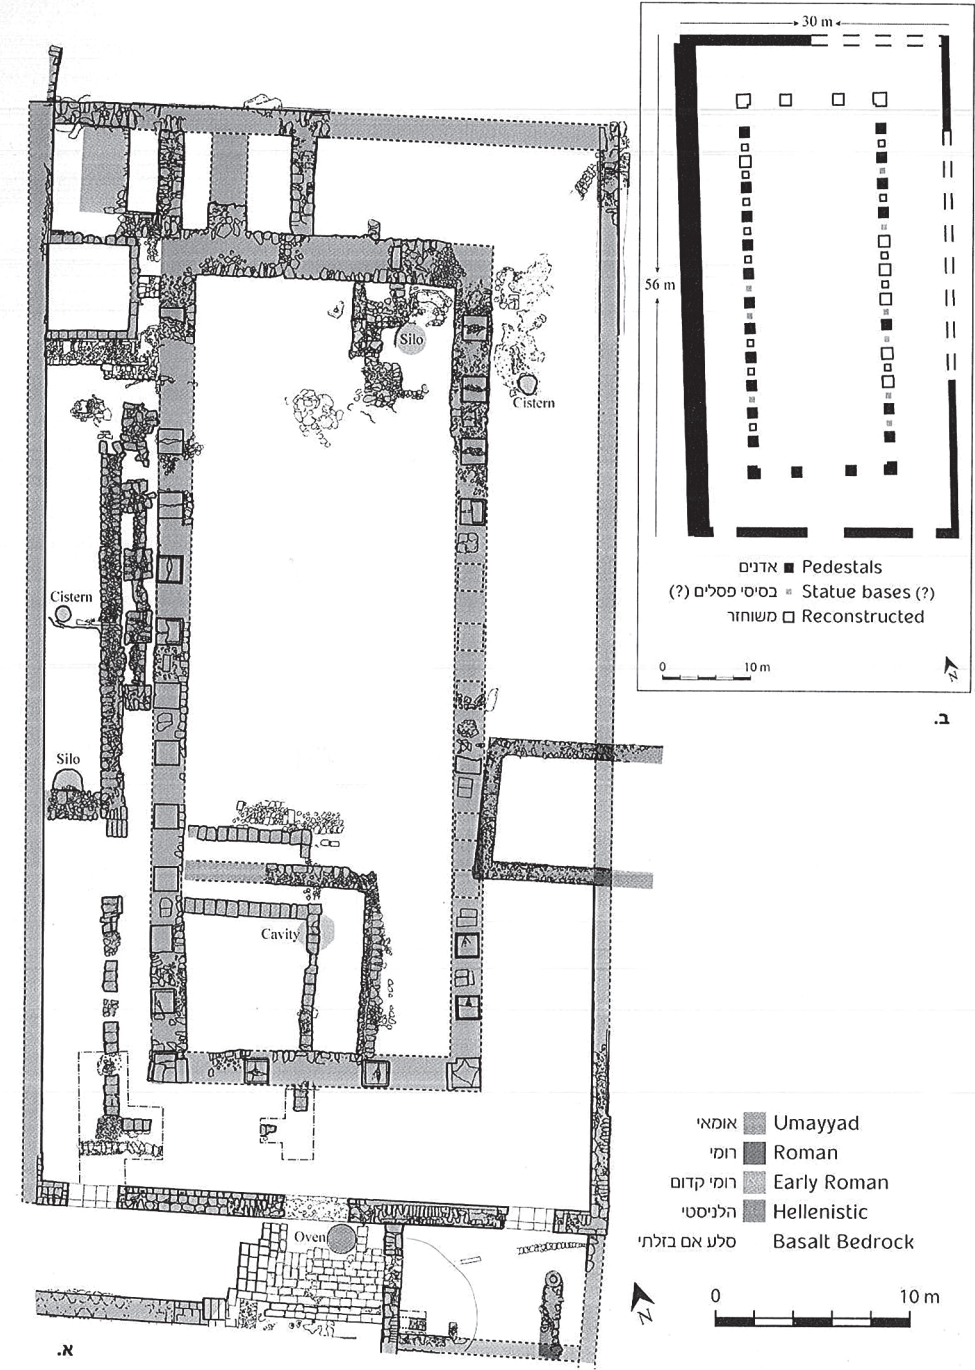 30 m
56 m
אדנים Pedestals
בסיסי פסלים (?) Statue bases (?)
משוחזר Reconstructed
0 10 m
N
ב.
Silo
Cistern
Cistern
Silo
Cavity
Oven
אומאי Umayyad
רומי Roman
רומי קדום Early Roman
הלניסטי Hellenistic
סלע אם בזלתי Basalt Bedrock
N
0 10 m
א.